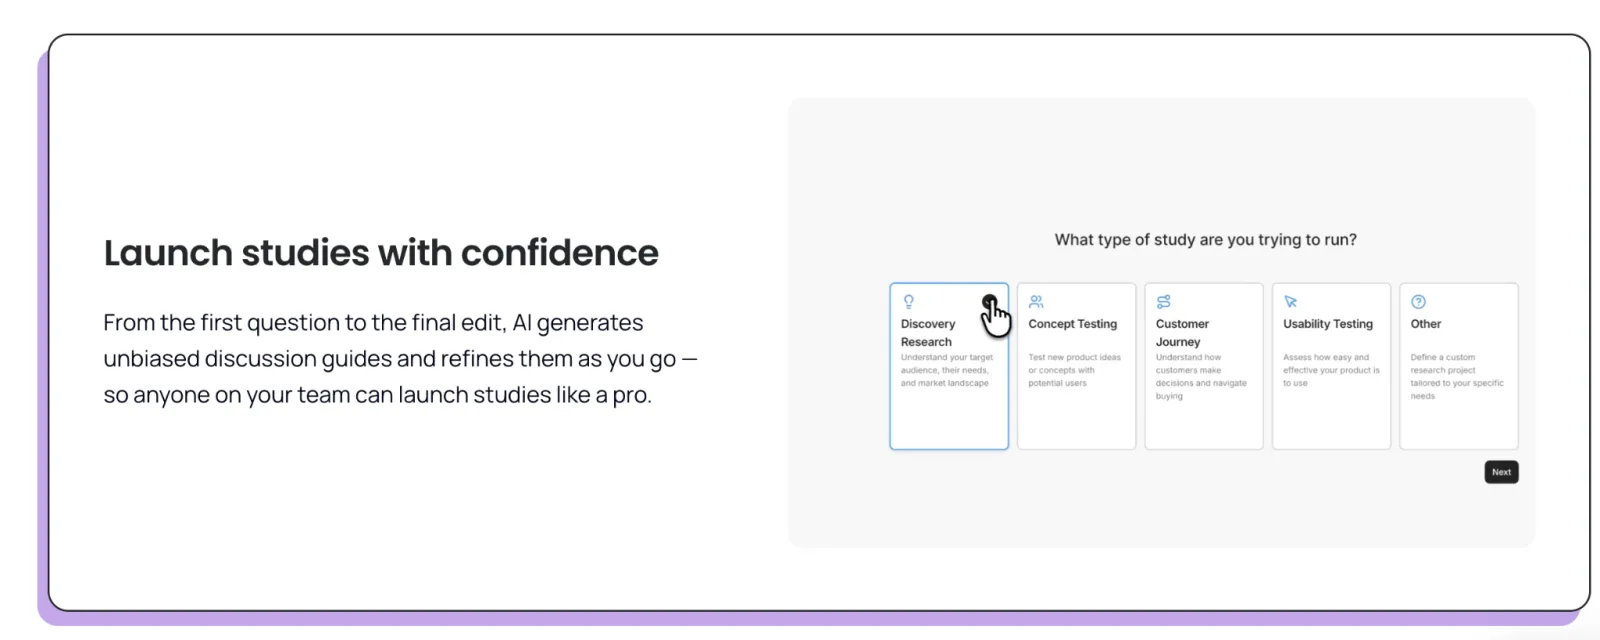 Launch studies with confidence
From the first question to the final edit, AI generates
unbiased discussion guides and refines them as you go —
so anyone on your team can launch studies like a pro.
What type of study are you trying to run?
Discovery
Research
Understand your target
audience, their needs,
and market landscape
Concept Testing
Test new product ideas
or concepts with
potential users
Customer
Journey
Understand how
customers make
decisions and navigate
buying
Usability Testing
Assess how easy and
effective your product is
to use
Other
Define a custom
research project
tailored to your specific
needs
Next